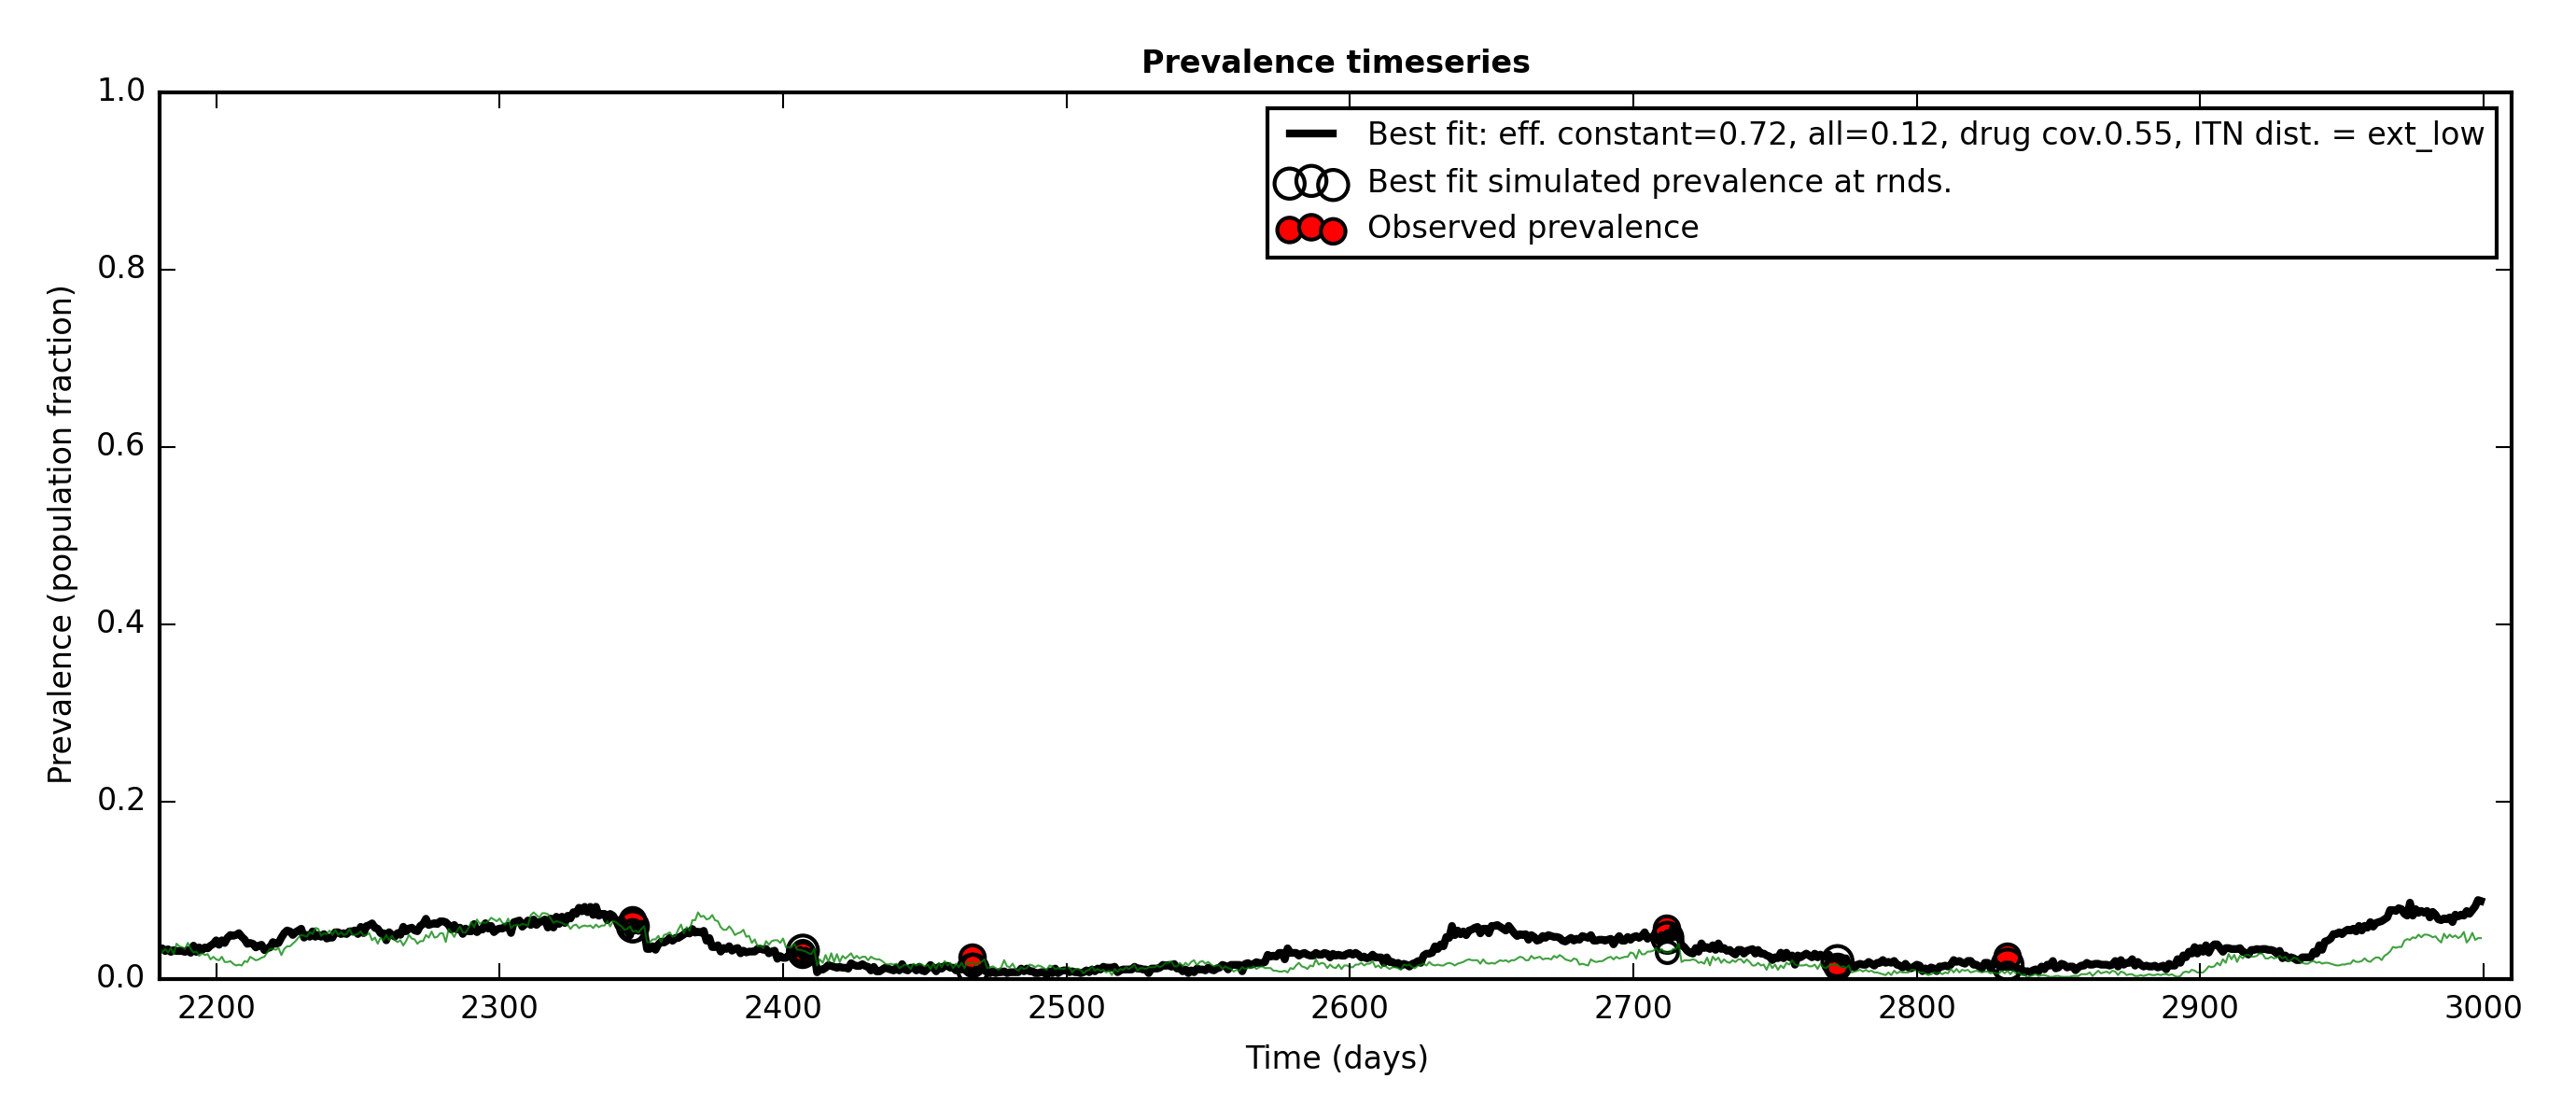 Prevalence timeseries
Best fit: eff. constant=0.72, all=0.12, drug cov.0.55, ITN dist. = ext_low
Best fit simulated prevalence at rnds.
Observed prevalence
Prevalence (population fraction)
1.0
0.8
0.6
0.4
0.2
0.0
2200 2300 2400 2500 2600 2700 2800 2900 3000
Time (days)